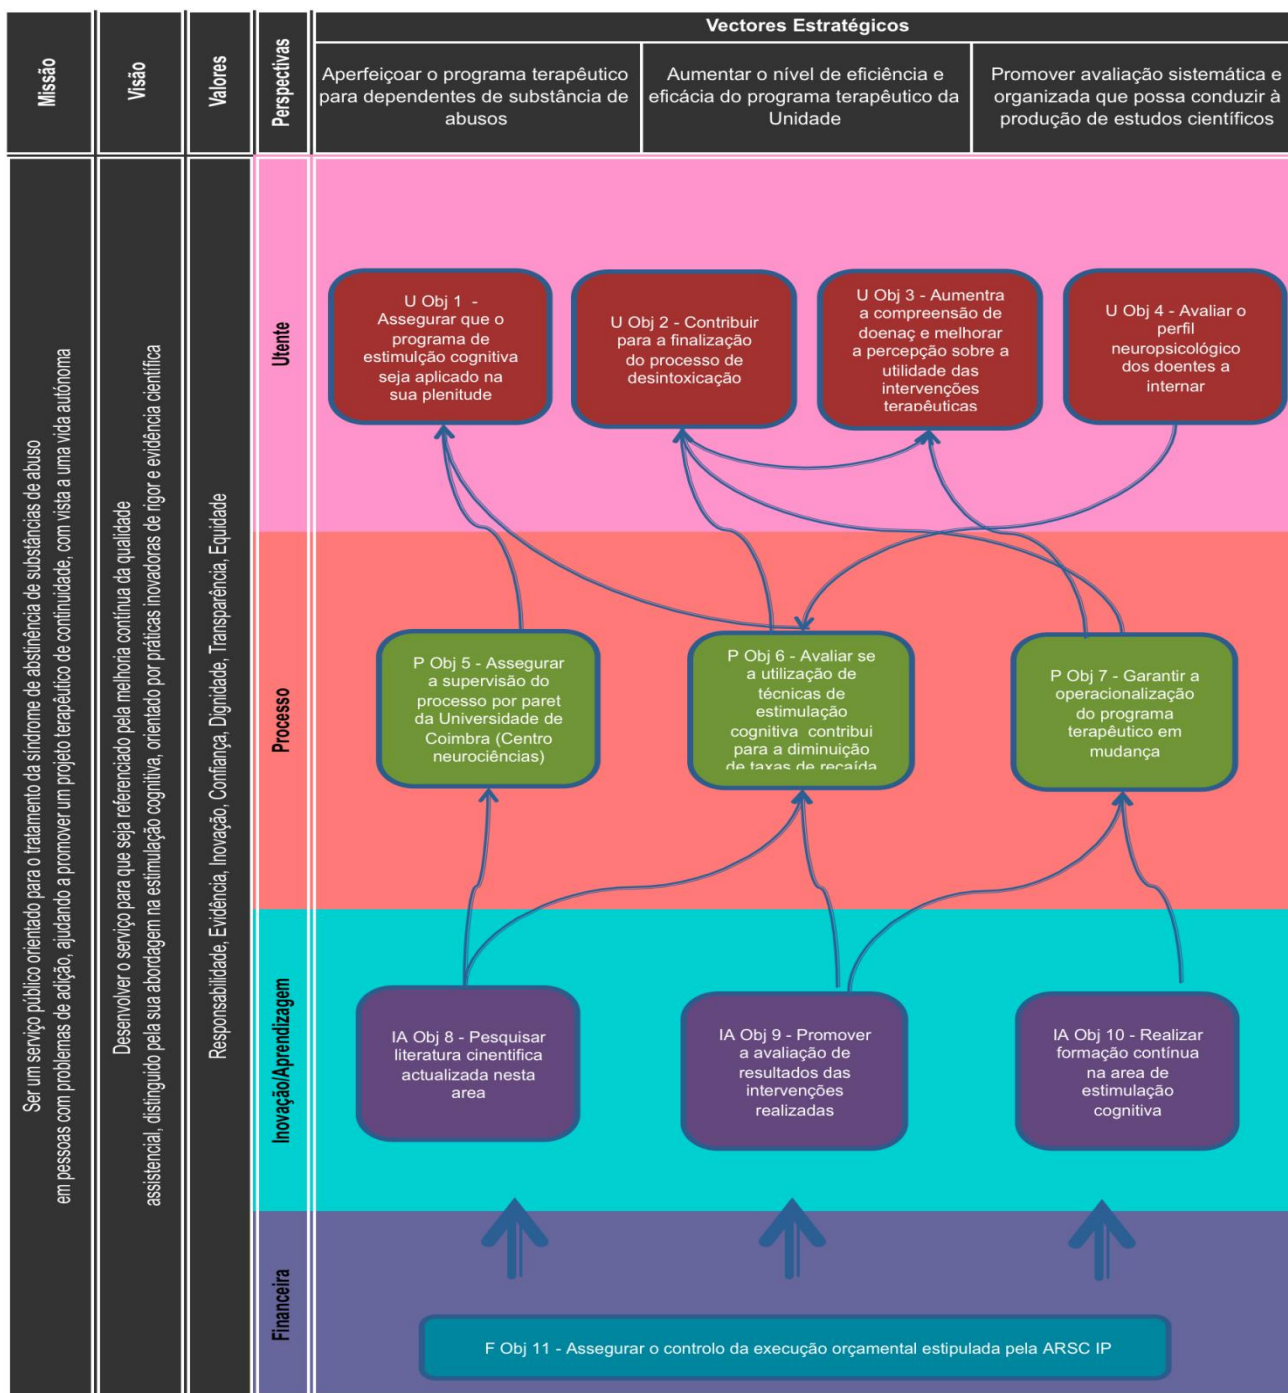 Vectores Estratégicos
Missão
Visão
Valores
Perspectivas
Aperfeiçoar o programa terapêutico
para dependentes de substância de
abusos
Aumentar o nível de eficiência e
eficácia do programa terapêutico da
Unidade
Promover avaliação sistemática e
organizada que possa conduzir à
produção de estudos científicos
Ser um serviço público orientado para o tratamento da síndrome de abstinência de substâncias de abuso
em pessoas com problemas de adição, ajudando a promover um projeto terapêutico de continuidade, com vista a uma vida autónoma
Desenvolver o serviço para que seja referenciado pela melhoria contínua da qualidade
assistencial, distinguido pela sua abordagem na estimulação cognitiva, orientado por práticas inovadoras de rigor e evidência científica
Responsabilidade, Evidência, Inovação, Confiança, Dignidade, Transparência, Equidade
Utente
U Obj 1 -
Assegurar que o
programa de
estimulção cognitiva
seja aplicado na
sua plenitude
U Obj 2 - Contribuir
para a finalização
do processo de
desintoxicação
U Obj 3 - Aumentra
a compreensão de
doenaç e melhorar
a percepção sobre a
utilidade das
intervenções
terapêuticas
U Obj 4 - Avaliar o
perfil
neuropsicológico
dos doentes a
internar
Processo
P Obj 5 - Assegurar
a supervisão do
processo por paret
da Universidade de
Coimbra (Centro
neurociências)
P Obj 6 - Avaliar se
a utilização de
técnicas de
estimulação
cognitiva contribui
para a diminuição
de taxas de recaída
P Obj 7 - Garantir a
operacionalização
do programa
terapêutico em
mudança
Inovação/Aprendizagem
IA Obj 8 - Pesquisar
literatura cinentifica
actualizada nesta
area
IA Obj 9 - Promover
a avaliação de
resultados das
intervenções
realizadas
IA Obj 10 - Realizar
formação contínua
na area de
estimulação
cognitiva
Financeira
F Obj 11 - Assegurar o controlo da execução orçamental estipulada pela ARSC IP